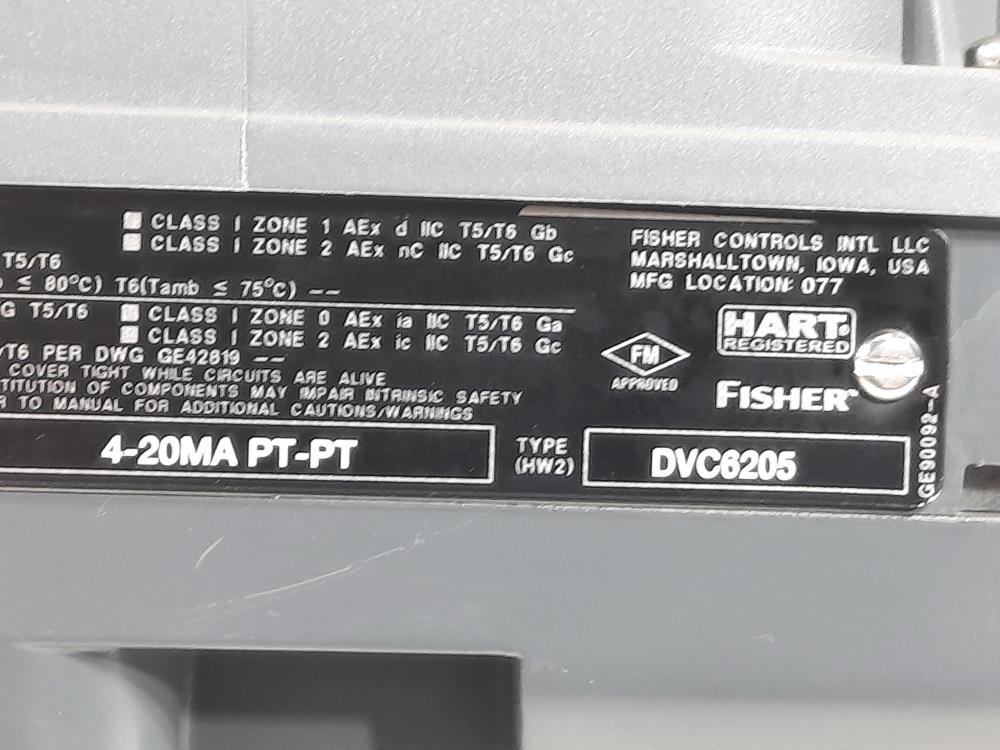 CLASS I ZONE 1 AEx d IIC T5/T6 Gb
CLASS I ZONE 2 AEx nC IIC T5/T6 Gc
T5/T6
≤ 80°C) T6(Tamb ≤ 75°C) --
G T5/T6
CLASS I ZONE 0 AEx ia IIC T5/T6 Ga
CLASS I ZONE 2 AEx ic IIC T5/T6 Gc
/T6 PER DWG GE42819 --
COVER TIGHT WHILE CIRCUITS ARE ALIVE
TITUTION OF COMPONENTS MAY IMPAIR INTRINSIC SAFETY
R TO MANUAL FOR ADDITIONAL CAUTIONS/WARNINGS
4-20MA PT-PT
TYPE
(HW2)
DVC6205
FISHER CONTROLS INTL LLC
MARSHALLTOWN, IOWA, USA
MFG LOCATION: 077
FM
APPROVED
HART
REGISTERED
FISHER
GE90092-A